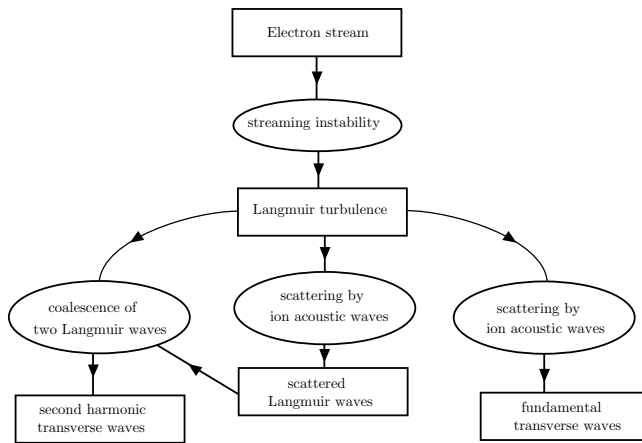 Electron stream
streaming instability
Langmuir turbulence
coalescence of
two Langmuir waves
scattering by
ion acoustic waves
scattering by
ion acoustic waves
second harmonic
transverse waves
scattered
Langmuir waves
fundamental
transverse waves